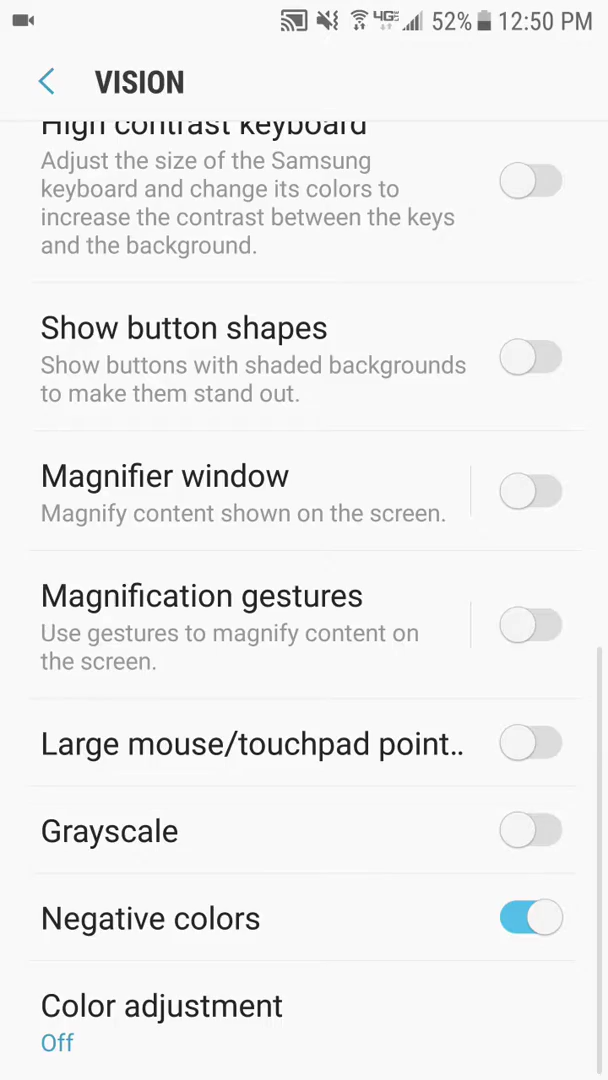 4G 52% 12:50 PM
VISION
High contrast keyboard
Adjust the size of the Samsung
keyboard and change its colors to
increase the contrast between the keys
and the background.
Show button shapes
Show buttons with shaded backgrounds
to make them stand out.
Magnifier window
Magnify content shown on the screen.
Magnification gestures
Use gestures to magnify content on
the screen.
Large mouse/touchpad point..
Grayscale
Negative colors
Color adjustment
Off